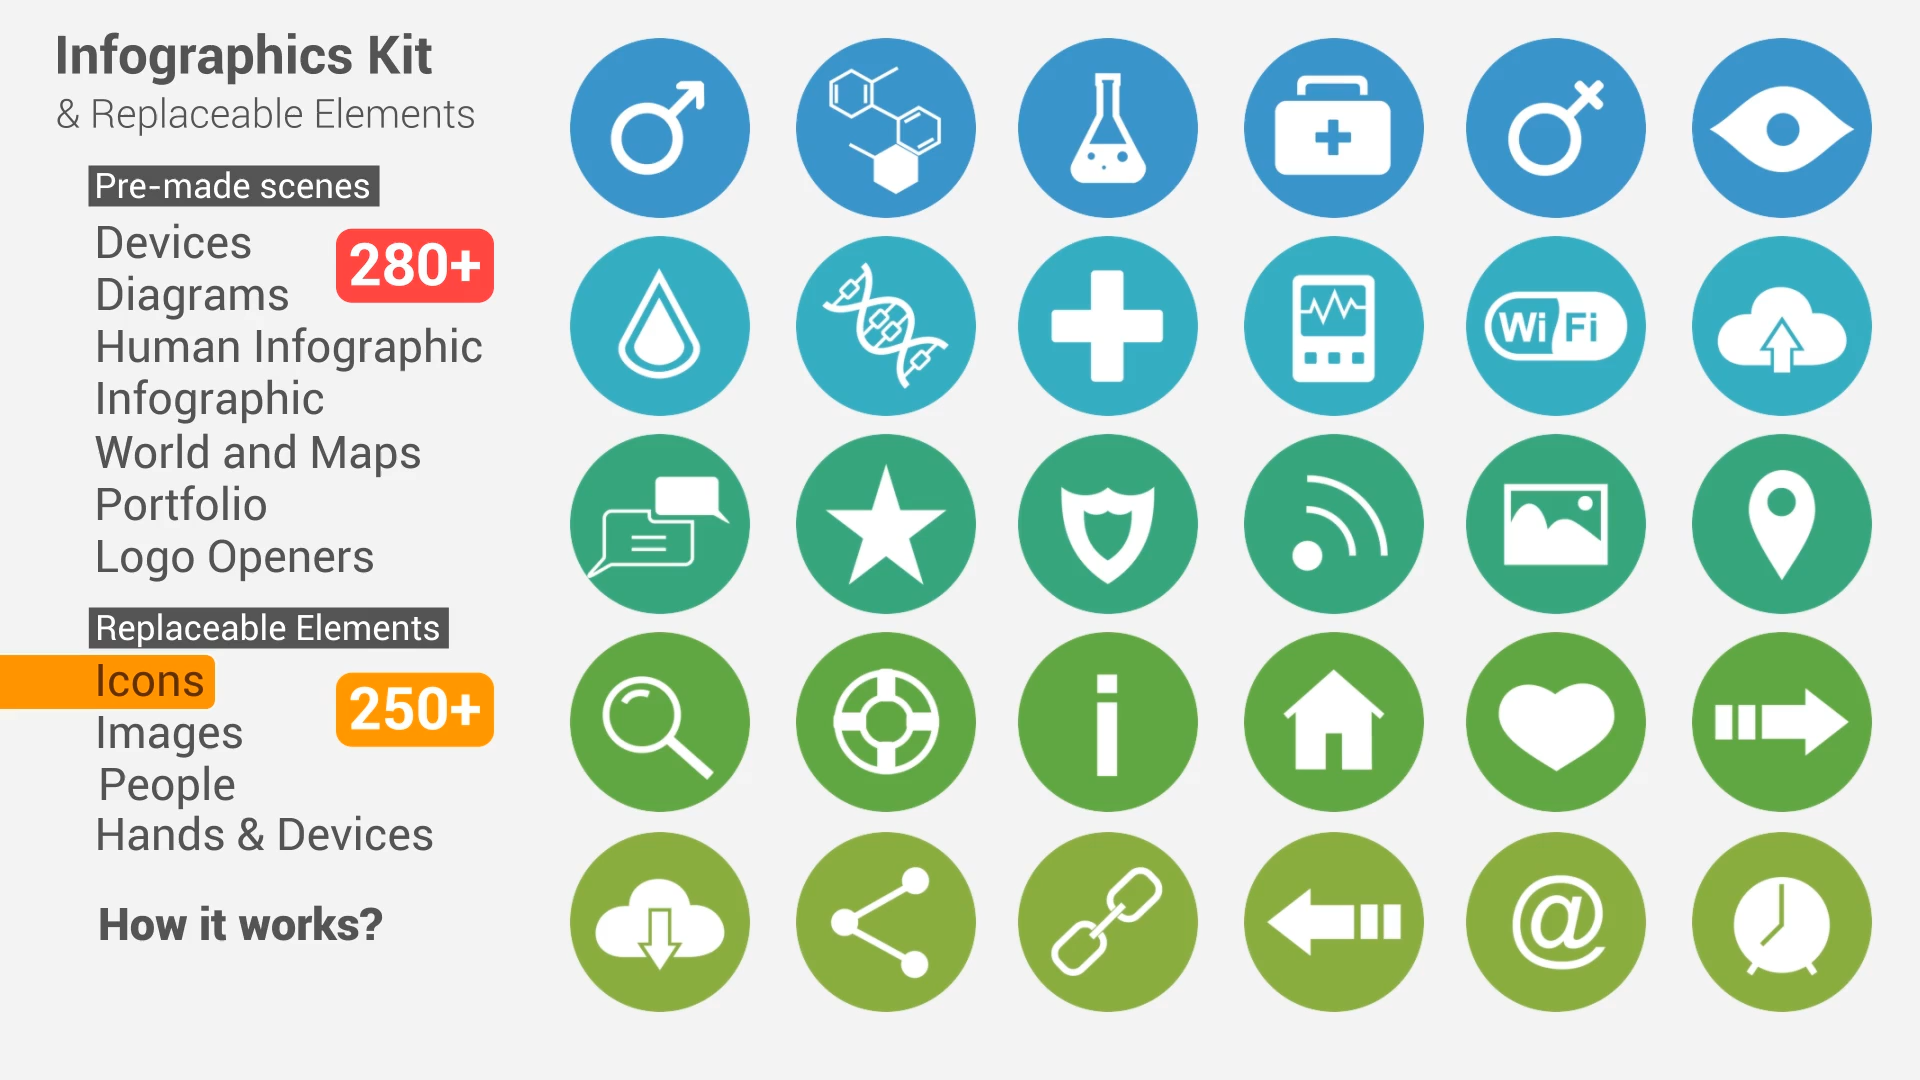 Infographics Kit
& Replaceable Elements
Pre-made scenes
Devices
280+
Diagrams
Human Infographic
Infographic
World and Maps
Portfolio
Logo Openers
Replaceable Elements
Icons
250+
Images
People
Hands & Devices
How it works?
Wi Fi
i
@